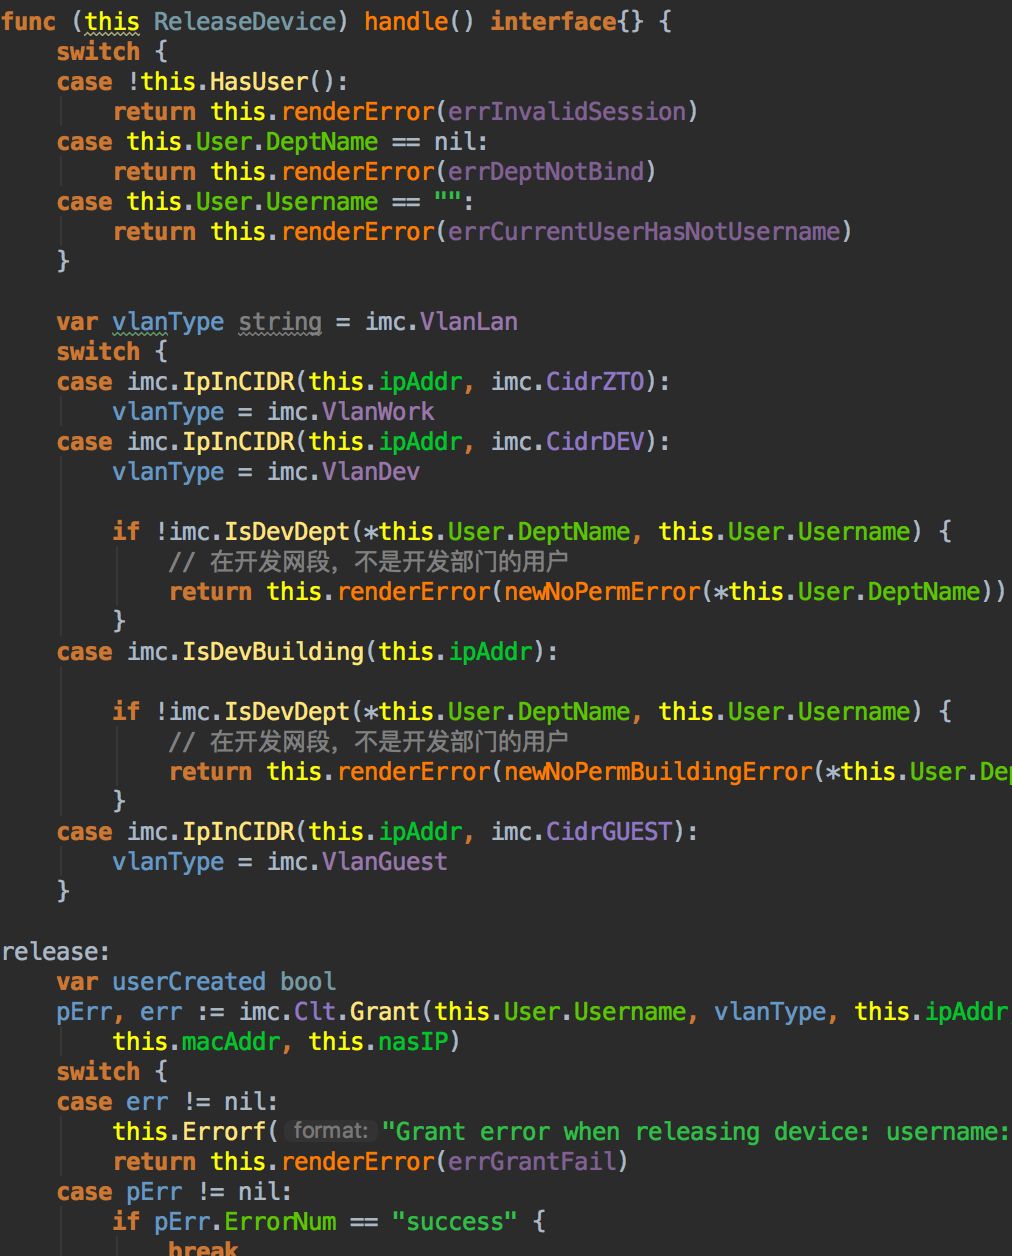 func (this ReleaseDevice) handle() interface{} {
    switch {
    case !this.HasUser():
        return this.renderError(errInvalidSession)
    case this.User.DeptName == nil:
        return this.renderError(errDeptNotBind)
    case this.User.Username == "":
        return this.renderError(errCurrentUserHasNotUsername)
    }

    var vlanType string = imc.VlanLan
    switch {
    case imc.IpInCIDR(this.ipAddr, imc.CidrZTO):
        vlanType = imc.VlanWork
    case imc.IpInCIDR(this.ipAddr, imc.CidrDEV):
        vlanType = imc.VlanDev

        if !imc.IsDevDept(*this.User.DeptName, this.User.Username) {
            // 在开发网段，不是开发部门的用户
            return this.renderError(newNoPermError(*this.User.DeptName))
        }
    case imc.IsDevBuilding(this.ipAddr):

        if !imc.IsDevDept(*this.User.DeptName, this.User.Username) {
            // 在开发网段，不是开发部门的用户
            return this.renderError(newNoPermBuildingError(*this.User.De
        }
    case imc.IpInCIDR(this.ipAddr, imc.CidrGUEST):
        vlanType = imc.VlanGuest
    }

release:
    var userCreated bool
    pErr, err := imc.Clt.Grant(this.User.Username, vlanType, this.ipAddr
        this.macAddr, this.nasIP)
    switch {
    case err != nil:
        this.Errorf( format: "Grant error when releasing device: username:
        return this.renderError(errGrantFail)
    case pErr != nil:
        if pErr.ErrorNum == "success" {
            break